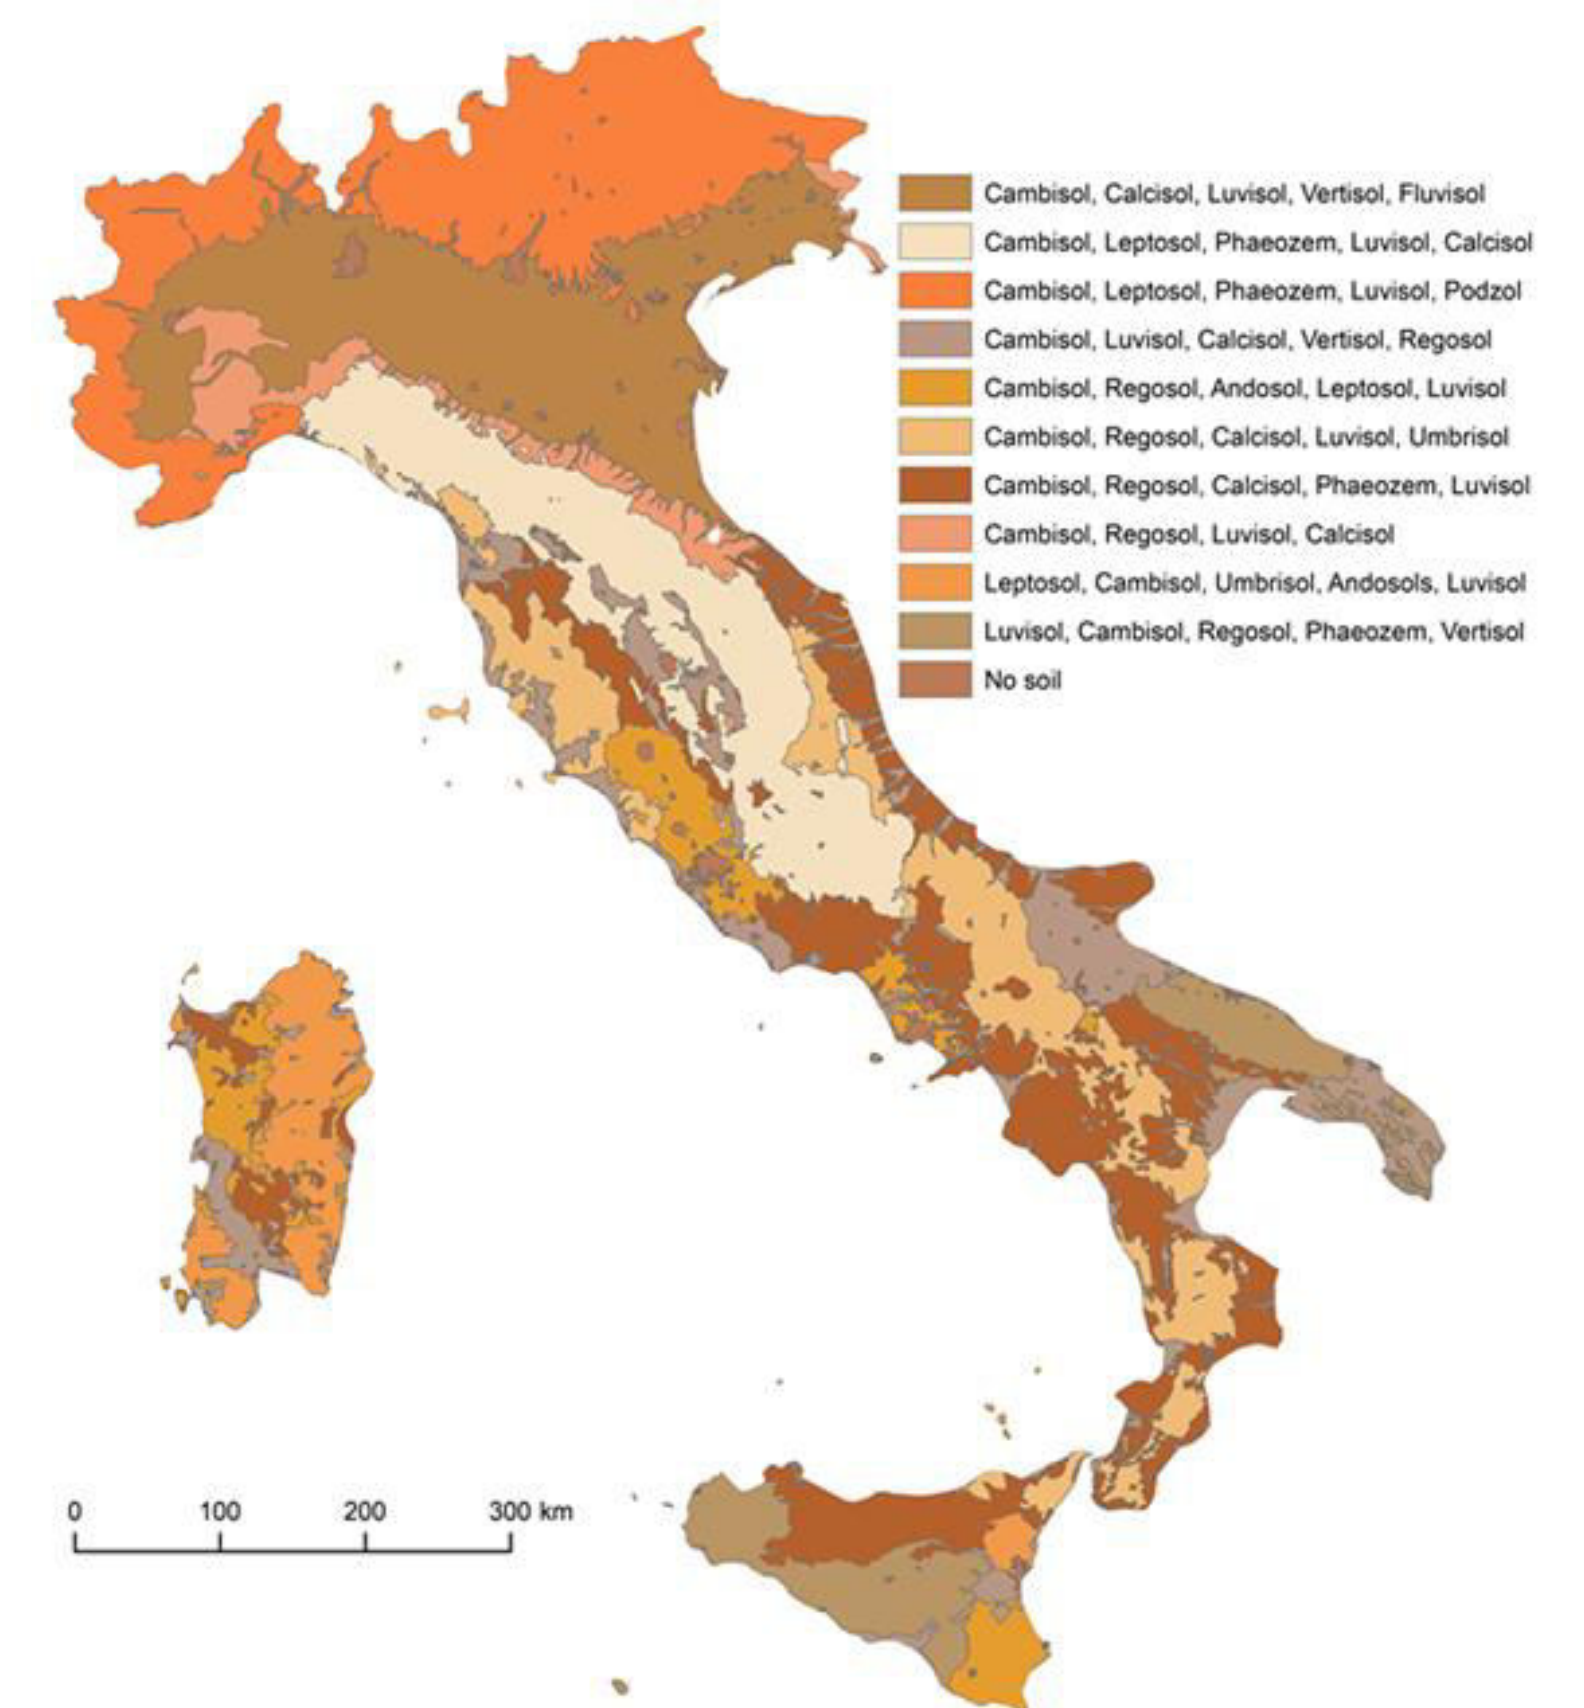 Cambisol, Calcisol, Luvisol, Vertisol, Fluvisol
Cambisol, Leptosol, Phaeozem, Luvisol, Calcisol
Cambisol, Leptosol, Phaeozem, Luvisol, Podzol
Cambisol, Luvisol, Calcisol, Vertisol, Regosol
Cambisol, Regosol, Andosol, Leptosol, Luvisol
Cambisol, Regosol, Calcisol, Luvisol, Umbrisol
Cambisol, Regosol, Calcisol, Phaeozem, Luvisol
Cambisol, Regosol, Luvisol, Calcisol
Leptosol, Cambisol, Umbrisol, Andosols, Luvisol
Luvisol, Cambisol, Regosol, Phaeozem, Vertisol
No soil
0 100 200 300 km